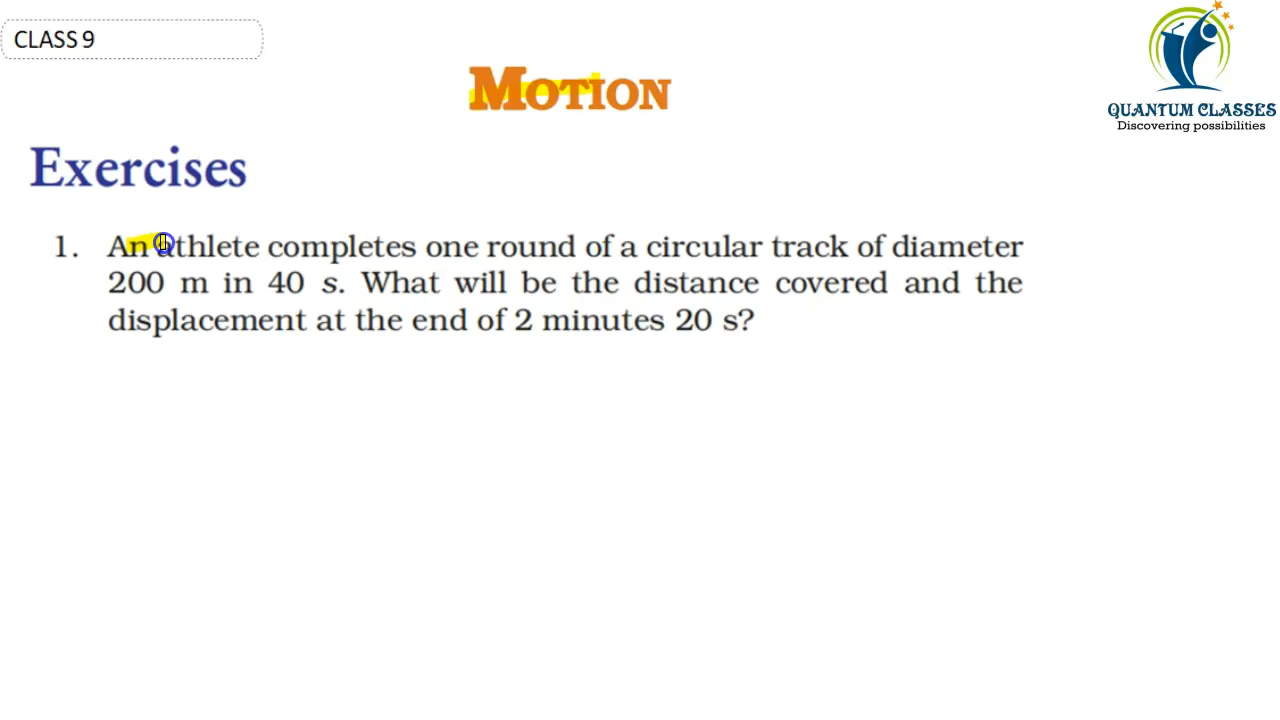 CLASS 9
MOTION
QUANTUM CLASSES
Discovering possibilities
Exercises
1. An athlete completes one round of a circular track of diameter
200 m in 40 s. What will be the distance covered and the
displacement at the end of 2 minutes 20 s?